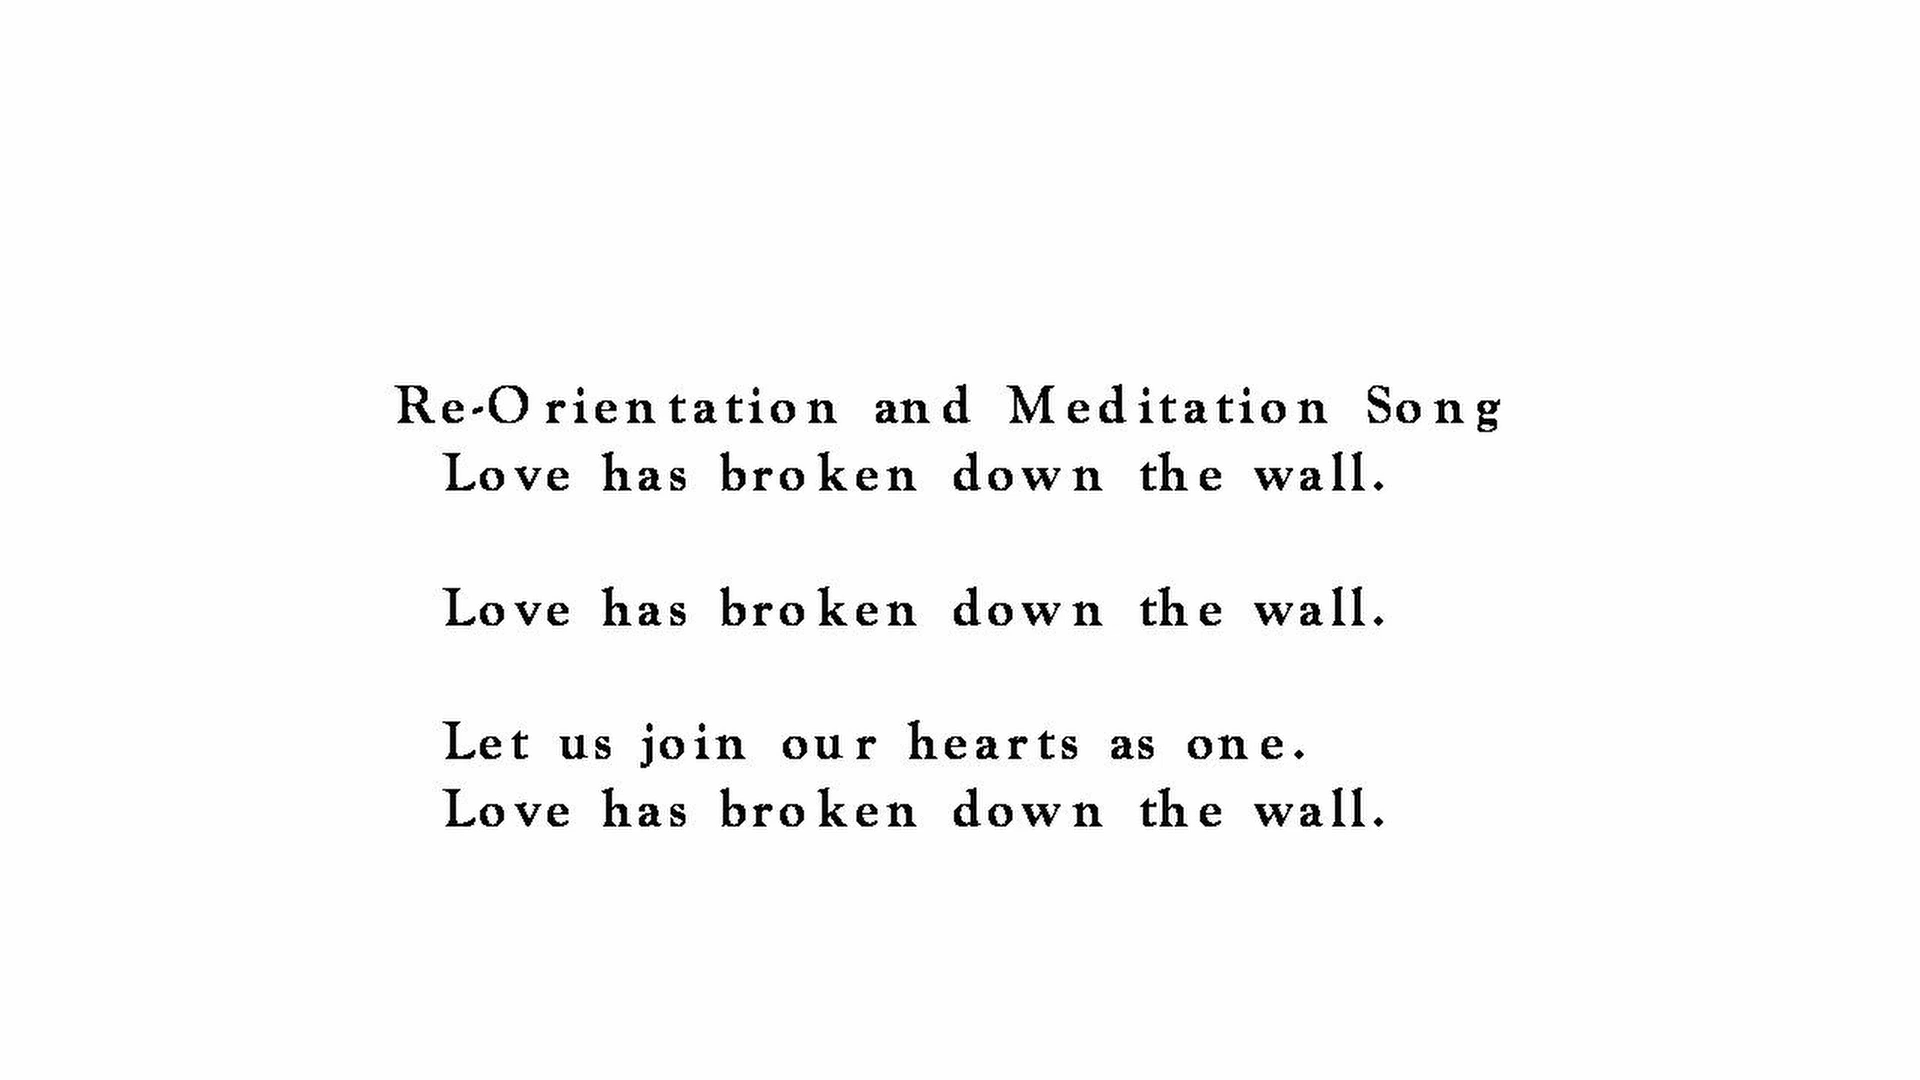 Re-Orientation and Meditation Song
Love has broken down the wall.
Love has broken down the wall.
Let us join our hearts as one.
Love has broken down the wall.